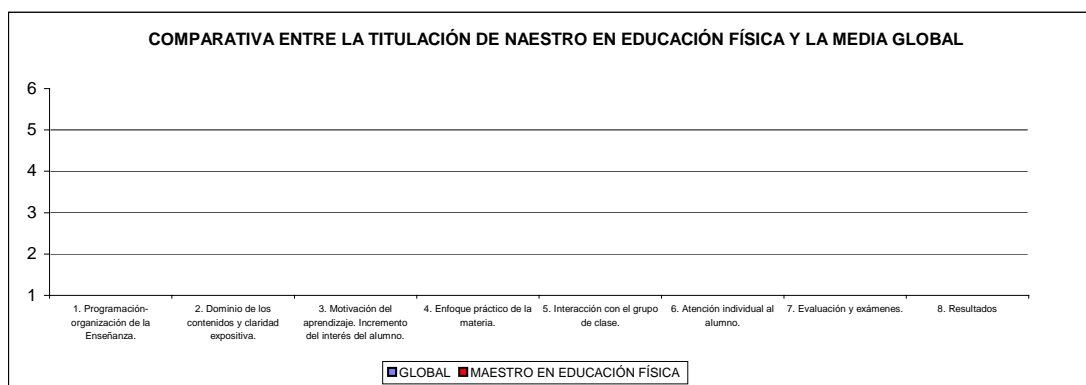 COMPARATIVA ENTRE LA TITULACIÓN DE NAESTRO EN EDUCACIÓN FÍSICA Y LA MEDIA GLOBAL
6
5
4
3
2
1
1. Programación-
organización de la
Enseñanza.
2. Dominio de los
contenidos y claridad
expositiva.
3. Motivación del
aprendizaje. Incremento
del interés del alumno.
4. Enfoque práctico de la
materia.
5. Interacción con el grupo
de clase.
6. Atención individual al
alumno.
7. Evaluación y exámenes.
8. Resultados
GLOBAL
MAESTRO EN EDUCACIÓN FÍSICA